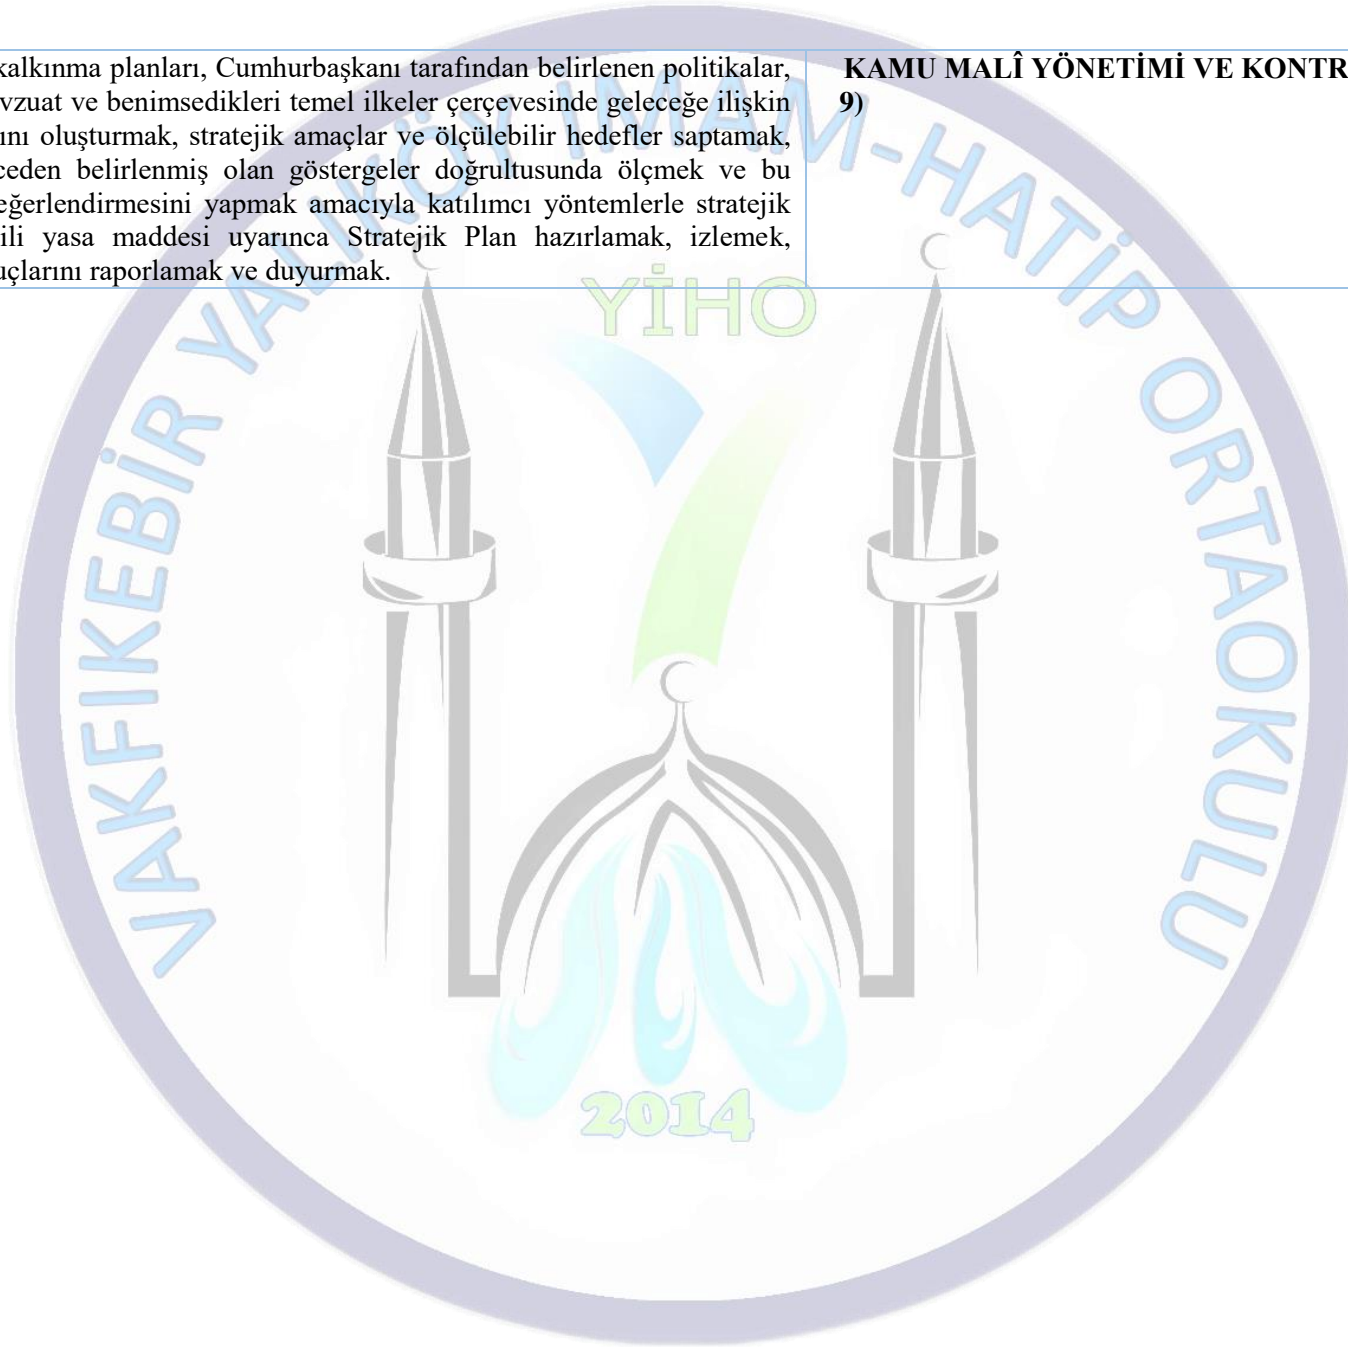 kalkınma planları, Cumhurbaşkanı tarafından belirlenen politikalar,
vzuat ve benimsedikleri temel ilkeler çerçevesinde geleceğe ilişkin
ını oluşturmak, stratejik amaçlar ve ölçülebilir hedefler saptamak,
ceden belirlenmiş olan göstergeler doğrultusunda ölçmek ve bu
eğerlendirmesini yapmak amacıyla katılımcı yöntemlerle stratejik
ili yasa maddesi uyarınca Stratejik Plan hazırlamak, izlemek,
uçlarını raporlamak ve duyurmak.
KAMU MALÎ YÖNETİMİ VE KONTR
9)
VAKFIKEBİR YALIKÖY İMAM-HATİP ORTAOKULU
YİHO
2014